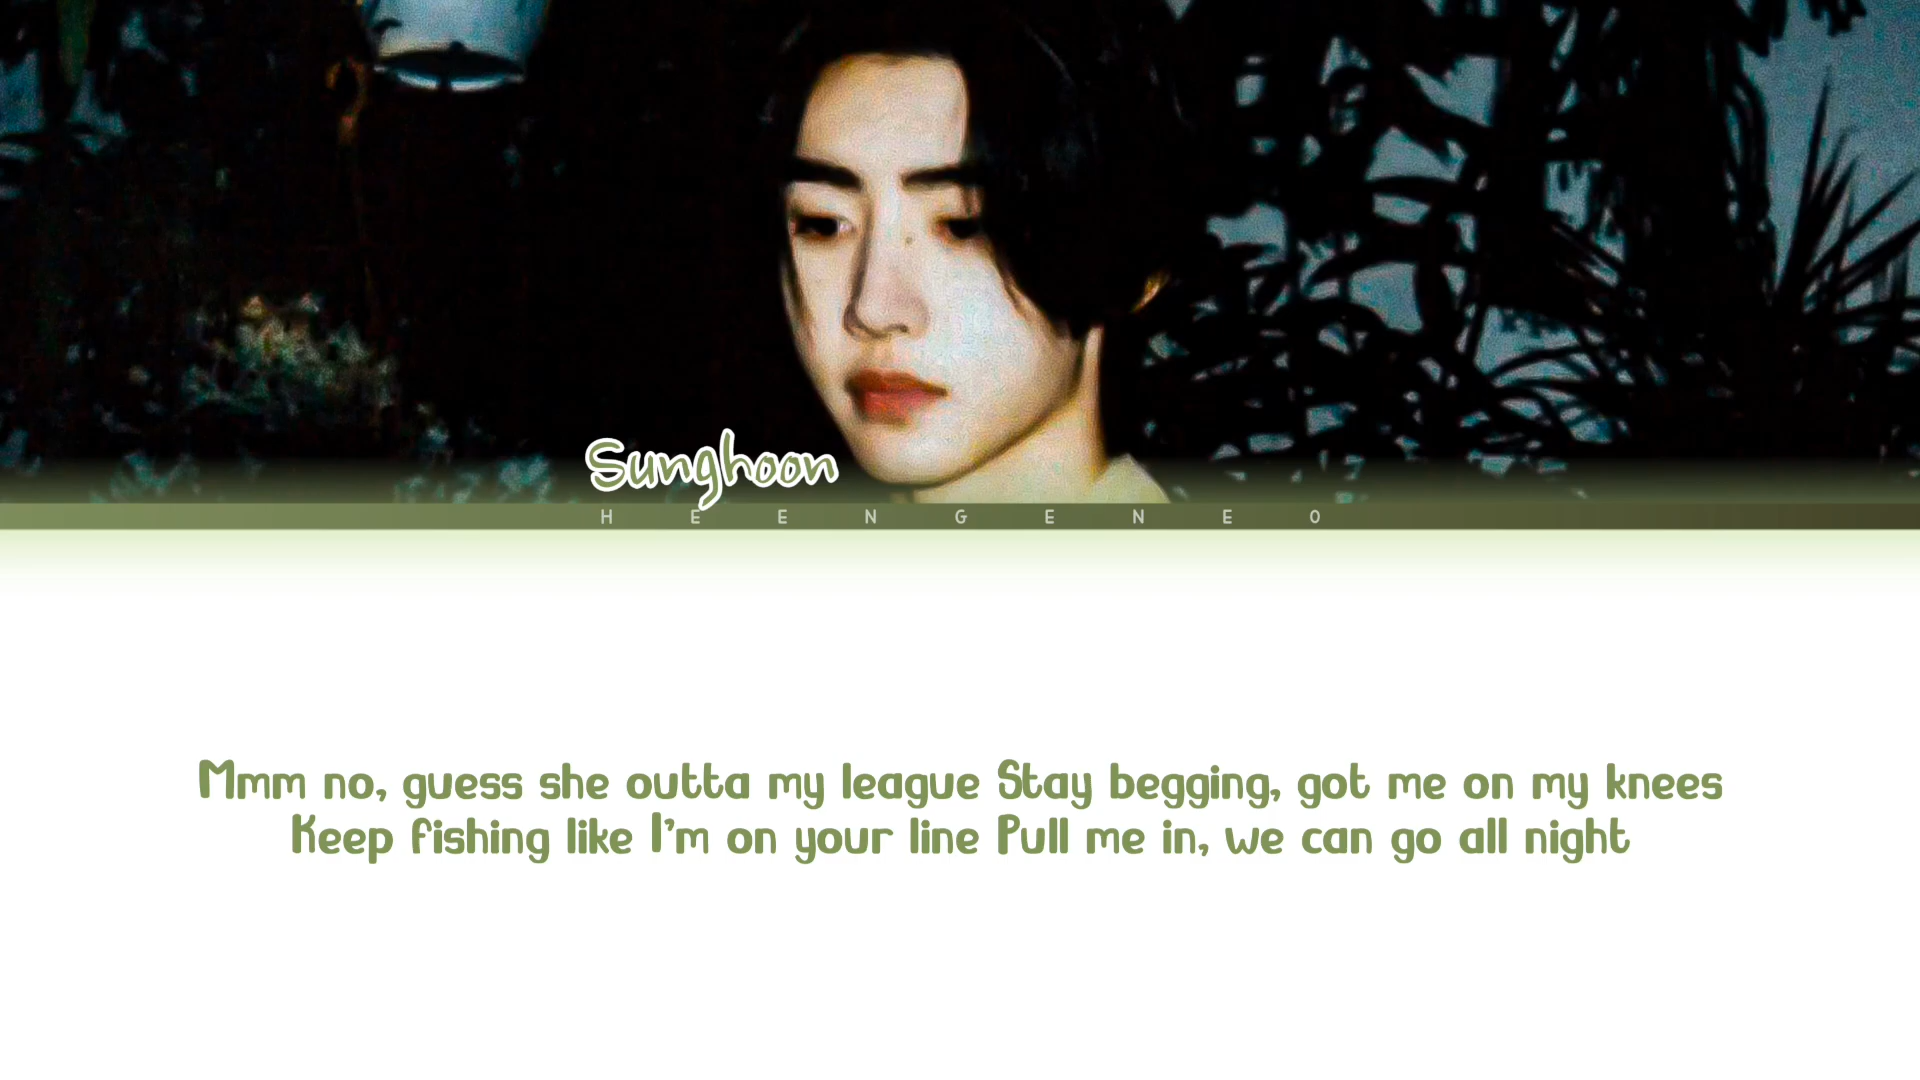 Sunghoon
H E E N G E N E O
Mmm no, guess she outta my league Stay begging, got me on my knees
Keep fishing like I'm on your line Pull me in, we can go all night